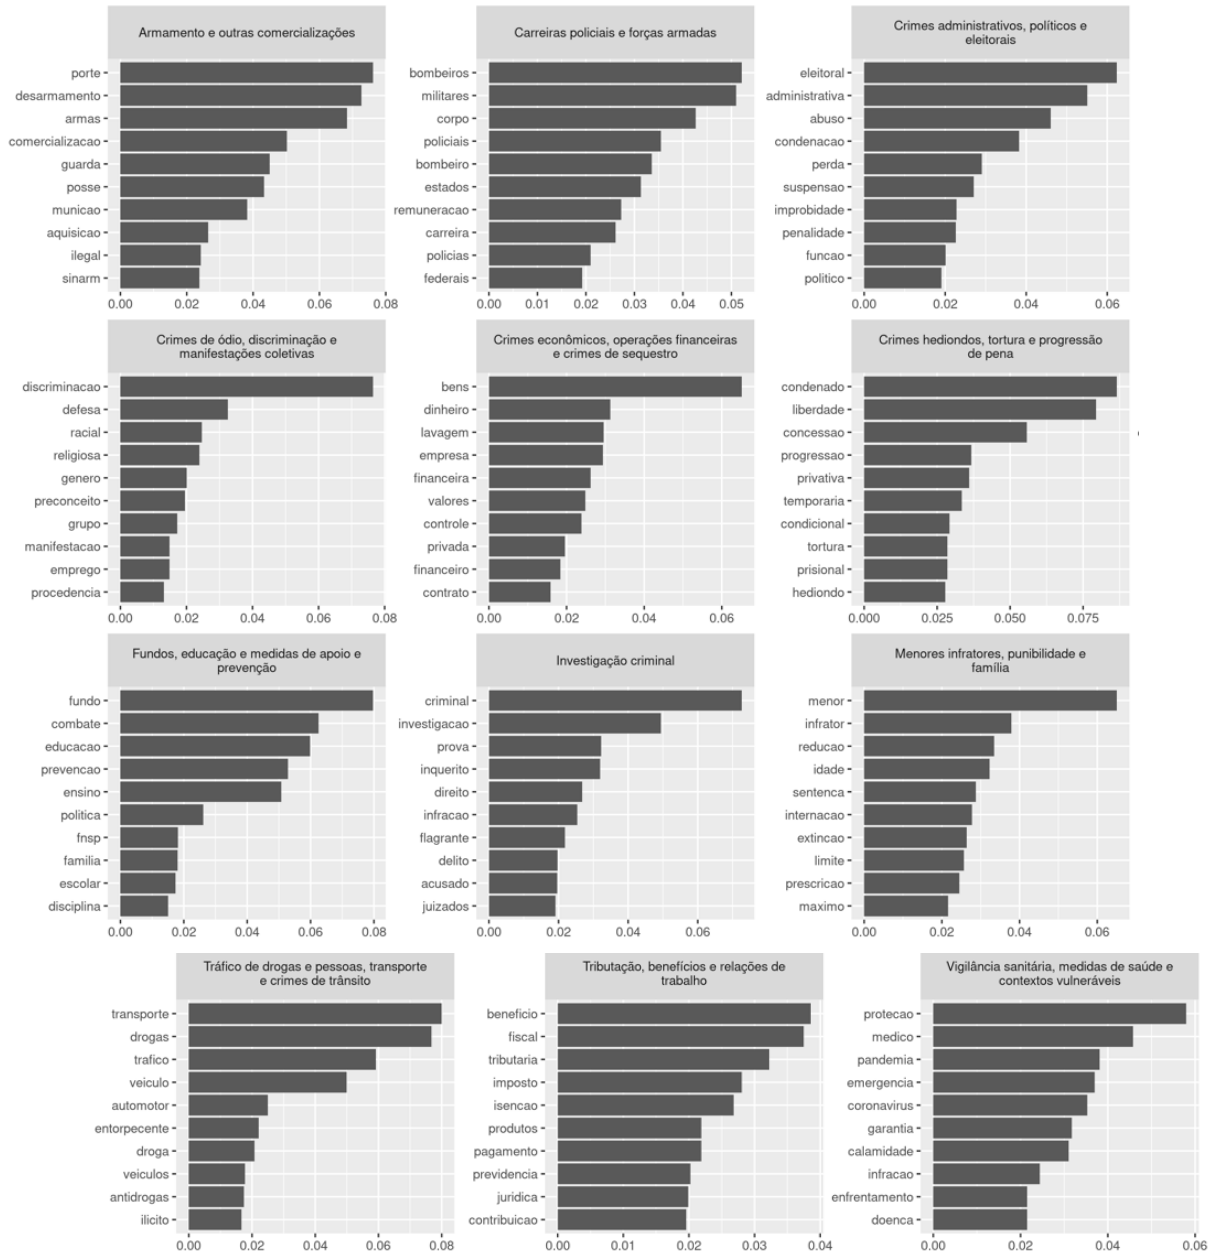 Armamento e outras comercializações
porte
desarmamento
armas
comercializacao
guarda
posse
municao
aquisicao
ilegal
sinarm
0.00 0.02 0.04 0.06 0.08
Carreiras policiais e forças armadas
bombeiros
militares
corpo
policiais
bombeiro
estados
remuneracao
carreira
policias
federais
0.00 0.01 0.02 0.03 0.04 0.05
Crimes administrativos, políticos e
eleitorais
eleitoral
administrativa
abuso
condenacao
perda
suspensao
improbidade
penalidade
funcao
politico
0.00 0.02 0.04 0.06
Crimes de ódio, discriminação e
manifestações coletivas
discriminacao
defesa
racial
religiosa
genero
preconceito
grupo
manifestacao
emprego
procedencia
0.00 0.02 0.04 0.06 0.08
Crimes econômicos, operações financeiras
e crimes de sequestro
bens
dinheiro
lavagem
empresa
financeira
valores
controle
privada
financeiro
contrato
0.00 0.02 0.04 0.06
Crimes hediondos, tortura e progressão
de pena
condenado
liberdade
concessao
progressao
privativa
temporaria
condicional
tortura
prisional
hediondo
0.000 0.025 0.050 0.075
Fundos, educação e medidas de apoio e
prevenção
fundo
combate
educacao
prevencao
ensino
politica
fnsp
familia
escolar
disciplina
0.00 0.02 0.04 0.06 0.08
Investigação criminal
criminal
investigacao
prova
inquerito
direito
infracao
flagrante
delito
acusado
juizados
0.00 0.02 0.04 0.06
Menores infratores, punibilidade e
família
menor
infrator
reducao
idade
sentenca
internacao
extincao
limite
prescricao
maximo
0.00 0.02 0.04 0.06
Tráfico de drogas e pessoas, transporte
e crimes de trânsito
transporte
drogas
trafico
veiculo
automotor
entorpecente
droga
veiculos
antidrogas
ilicito
0.00 0.02 0.04 0.06 0.08
Tributação, benefícios e relações de
trabalho
beneficio
fiscal
tributaria
imposto
isencao
produtos
pagamento
previdencia
juridica
contribuicao
0.00 0.01 0.02 0.03 0.04
Vigilância sanitária, medidas de saúde e
contextos vulneráveis
protecao
medico
pandemia
emergencia
coronavirus
garantia
calamidade
infracao
enfrentamento
doenca
0.00 0.02 0.04 0.06